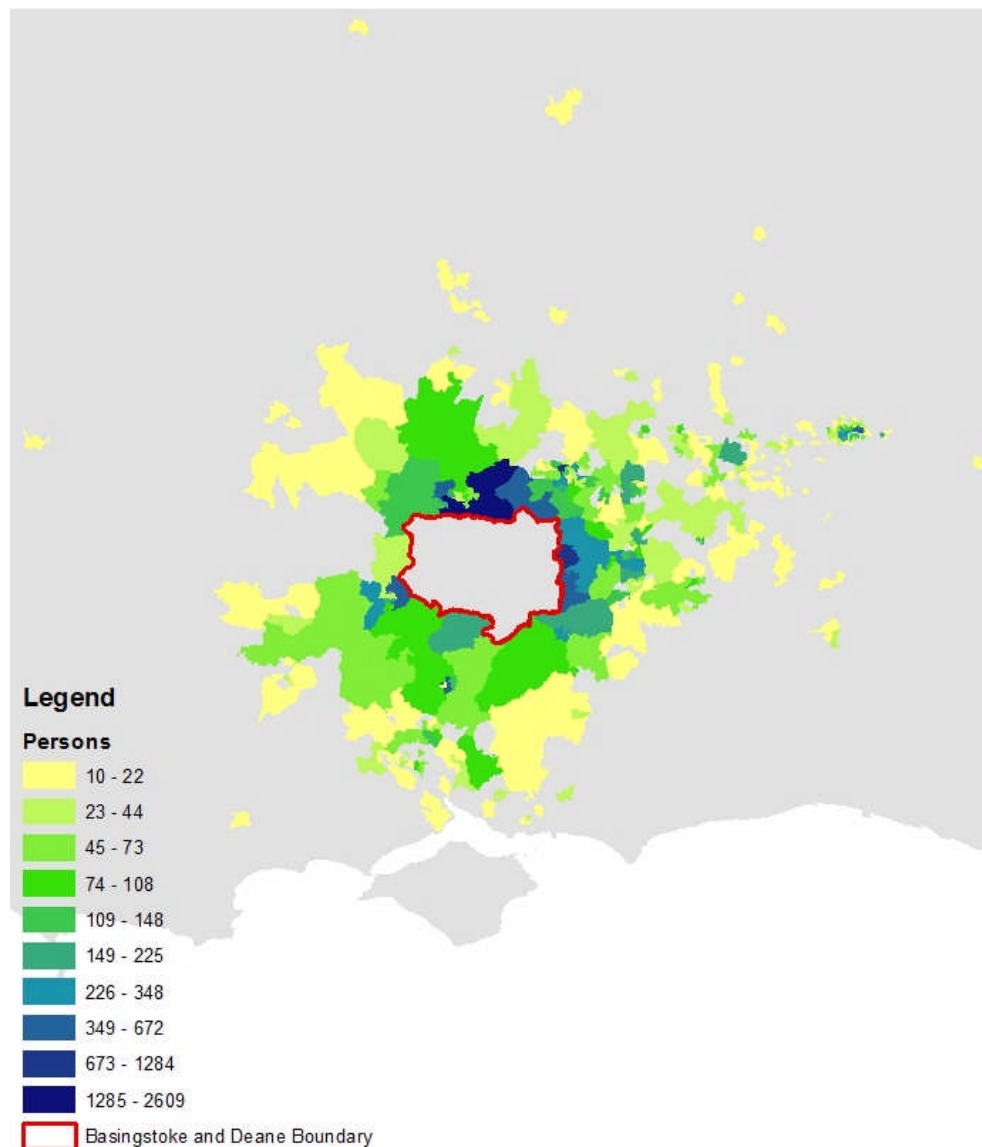 Legend
Persons
10 - 22
23 - 44
45 - 73
74 - 108
109 - 148
149 - 225
226 - 348
349 - 672
673 - 1284
1285 - 2609
Basingstoke and Deane Boundary